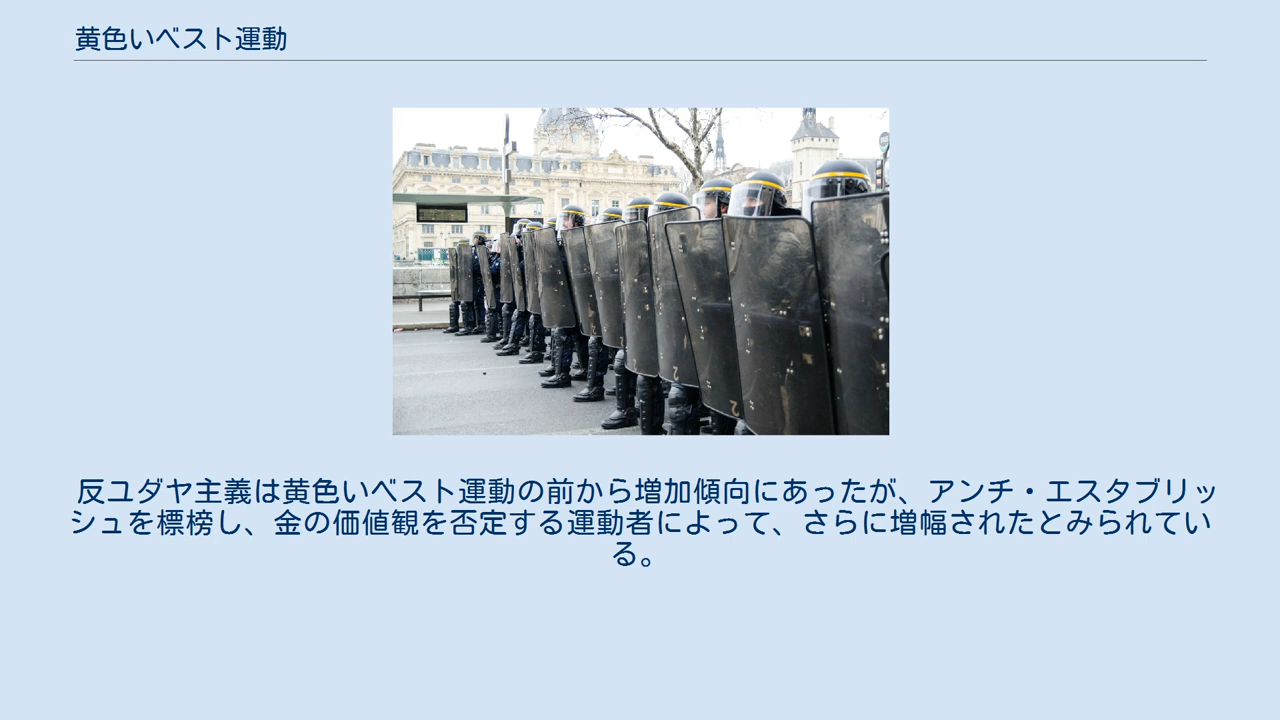 黄色いベスト運動
反ユダヤ主義は黄色いベスト運動の前から増加傾向にあったが、アンチ・エスタブリッ
シュを標榜し、金の価値観を否定する運動者によって、さらに増幅されたとみられてい
る。